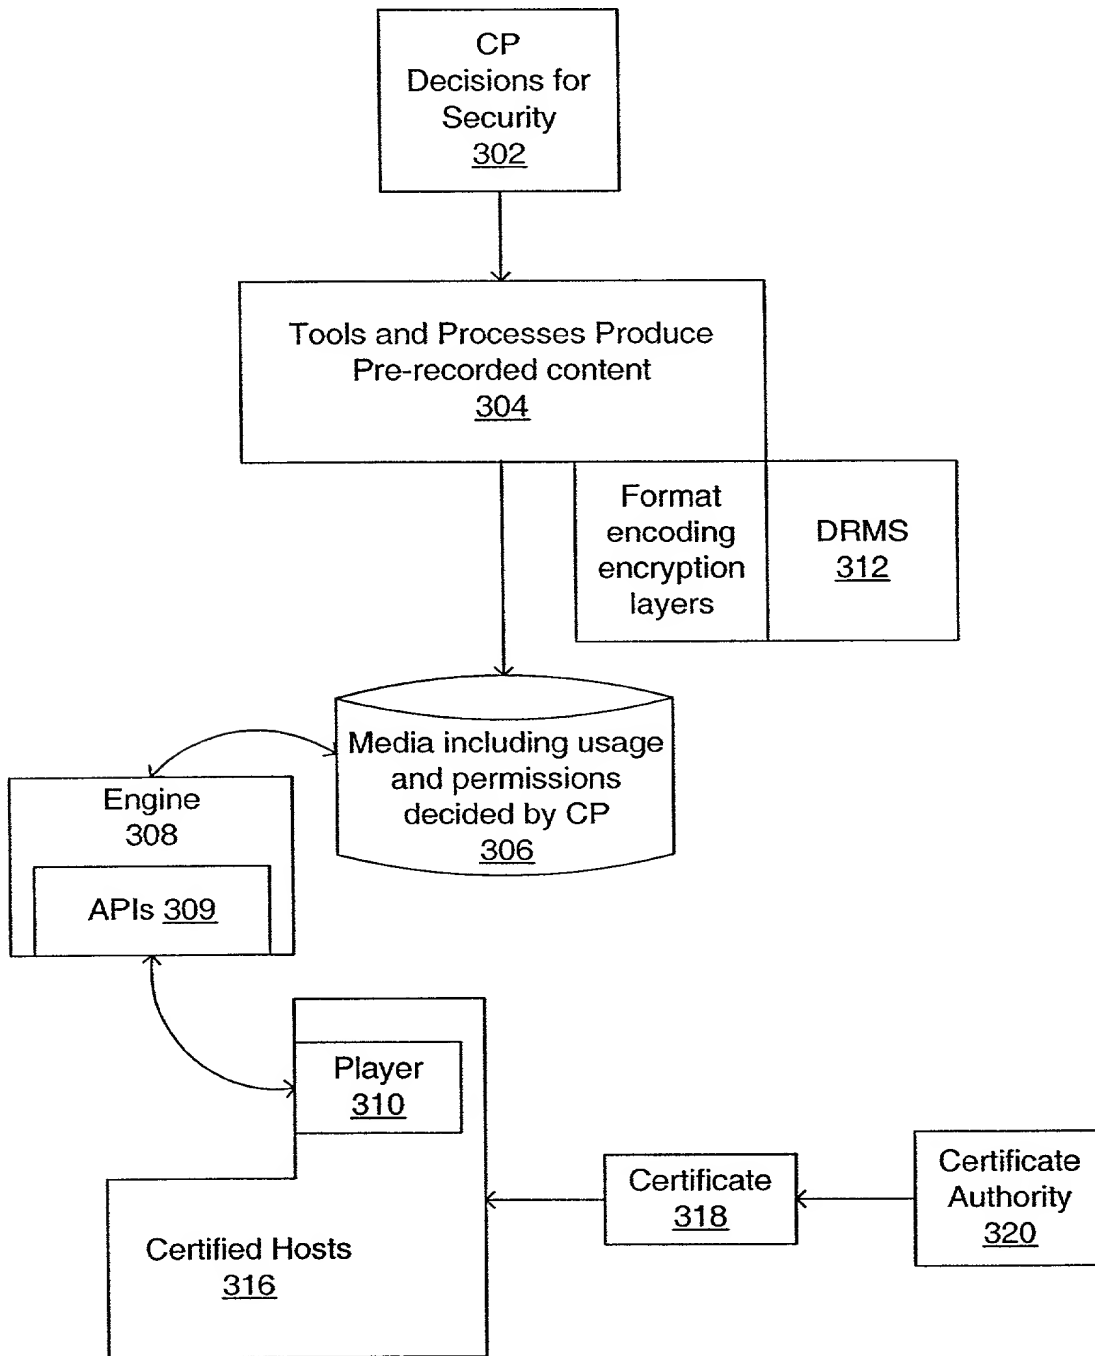 CP
Decisions for
Security
302
Tools and Processes Produce
Pre-recorded content
304
Format
encoding
encryption
layers
DRMS
312
Media including usage
and permissions
decided by CP
306
Engine
308
APIs 309
Player
310
Certified Hosts
316
Certificate
318
Certificate
Authority
320